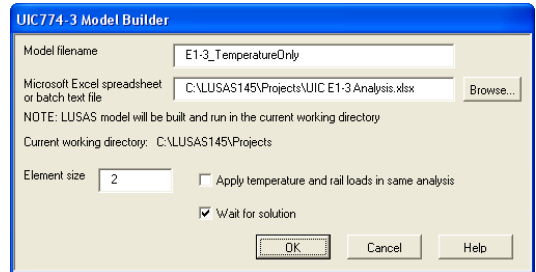 UIC774-3 Model Builder
Model filename
E1-3_TemperatureOnly
Microsoft Excel spreadsheet
or batch text file
C:\LUSAS145\Projects\UIC E1-3 Analysis.xlsx
Browse...
NOTE: LUSAS model will be built and run in the current working directory
Current working directory: C:\LUSAS145\Projects
Element size
2
Apply temperature and rail loads in same analysis
Wait for solution
OK
Cancel
Help